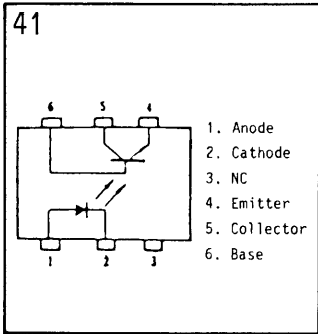 41
6 5 4
1. Anode
2. Cathode
3. NC
4. Emitter
5. Collector
6. Base
1 2 3